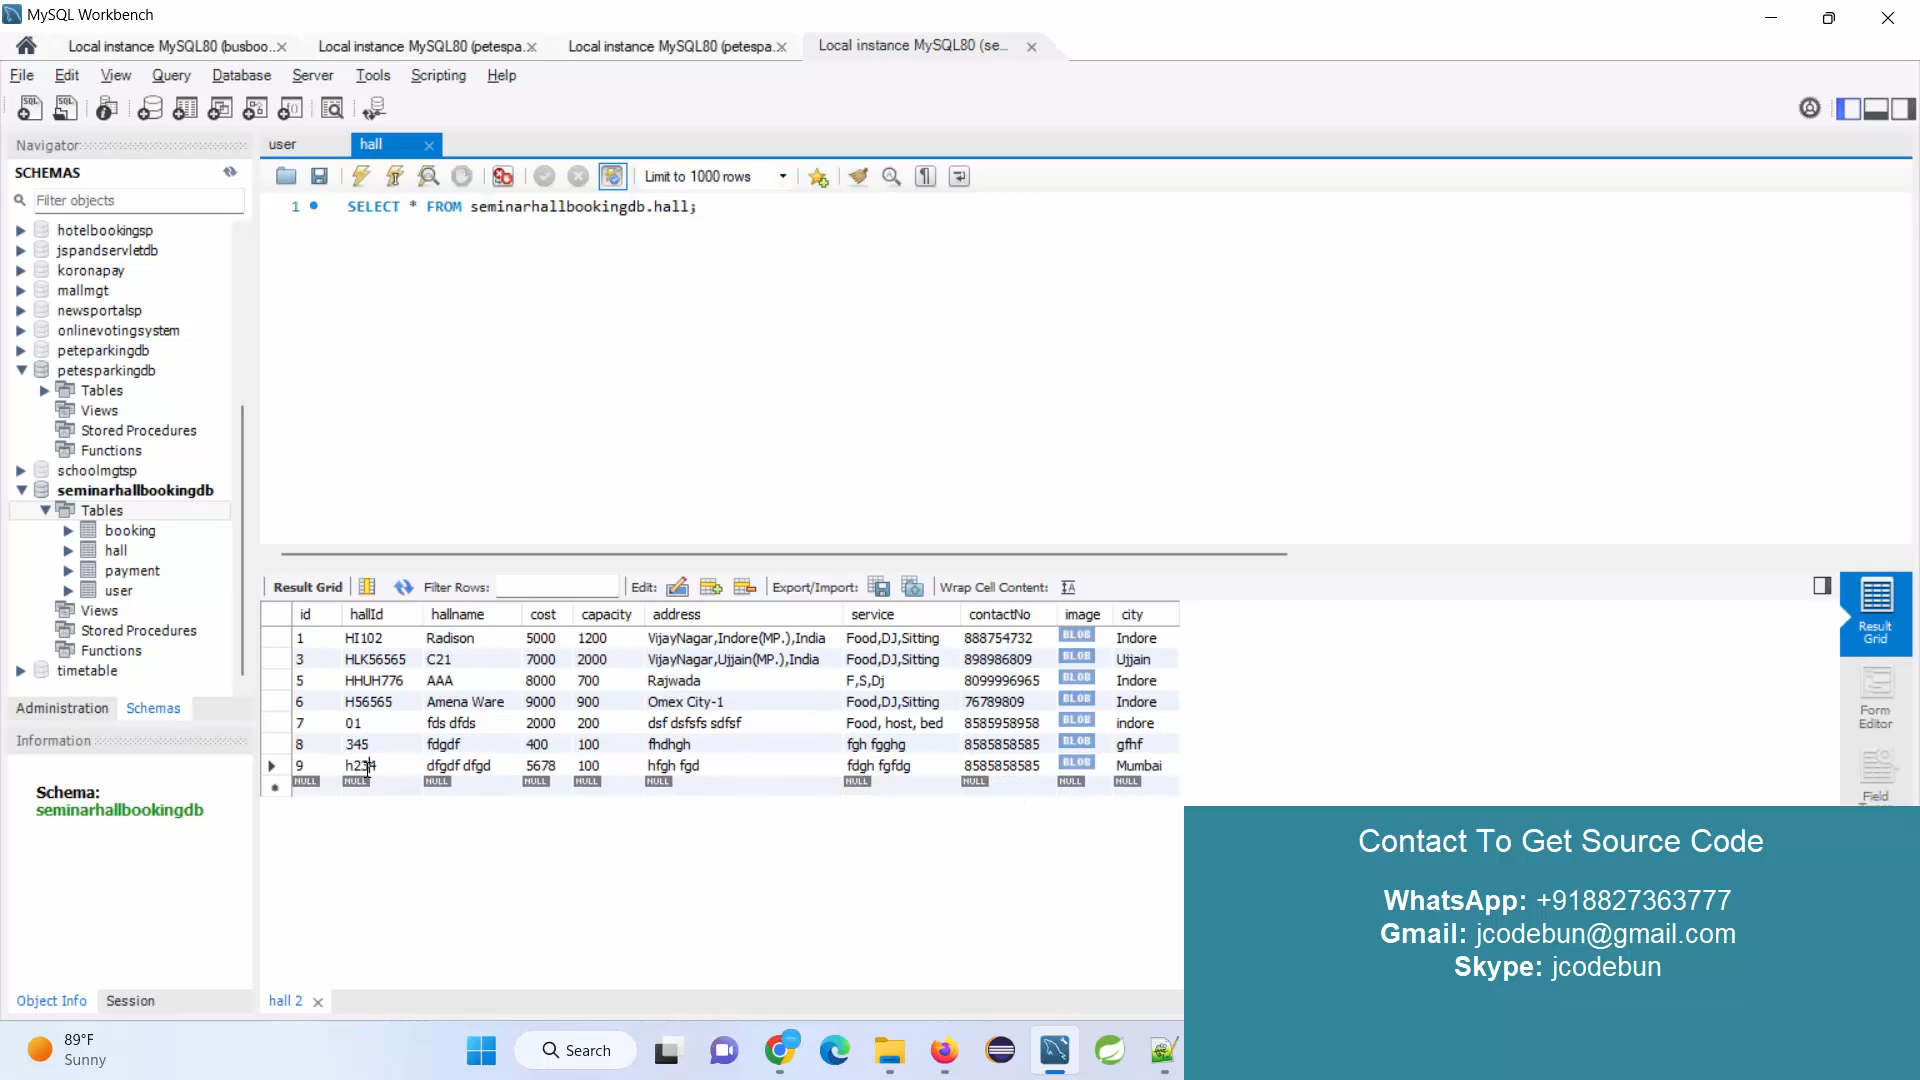 MySQL Workbench
Local instance MySQL80 (busboo...
Local instance MySQL80 (petespa...
Local instance MySQL80 (petespa...
Local instance MySQL80 (se...
File Edit View Query Database Server Tools Scripting Help
Navigator
SCHEMAS
Filter objects
hotelbookingsp
jspandservletdb
koronapay
mallmgt
newsportalsp
onlinevotingsystem
peteparkingdb
petesparkingdb
Tables
Views
Stored Procedures
Functions
schoolmgtsp
seminarhallbookingdb
Tables
booking
hall
payment
user
Views
Stored Procedures
Functions
timetable
Administration Schemas
Information
Schema:
seminarhallbookingdb
Object Info Session
user hall
Limit to 1000 rows
1 SELECT * FROM seminarhallbookingdb.hall;
Result Grid Filter Rows: Edit: Export/Import: Wrap Cell Content:
id hallId hallname cost capacity address service contactNo image city
1 HI102 Radison 5000 1200 VijayNagar,Indore(MP.),India Food,DJ,Sitting 888754732 BLOB Indore
3 HLK56565 C21 7000 2000 VijayNagar,Ujjain(MP.),India Food,DJ,Sitting 898986809 BLOB Ujjain
5 HHUH776 AAA 8000 700 Rajwada F,S,Dj 8099996965 BLOB Indore
6 H56565 Amena Ware 9000 900 Omex City-1 Food,DJ,Sitting 76789809 BLOB Indore
7 01 fds dfds 2000 200 dsf dsfsfs sdfsf Food, host, bed 8585958958 BLOB indore
8 345 fdgdf 400 100 fhdhgh fgh fgghg 8585858585 BLOB gfhf
9 h234 dfgdf dfgd 5678 100 hfgh fgd fdgh fgfdg 8585858585 BLOB Mumbai
NULL NULL NULL NULL NULL NULL NULL NULL NULL NULL
Result
Grid
Form
Editor
Field
hall 2
Contact To Get Source Code
WhatsApp: +918827363777
Gmail: jcodebun@gmail.com
Skype: jcodebun
89°F
Sunny
Search